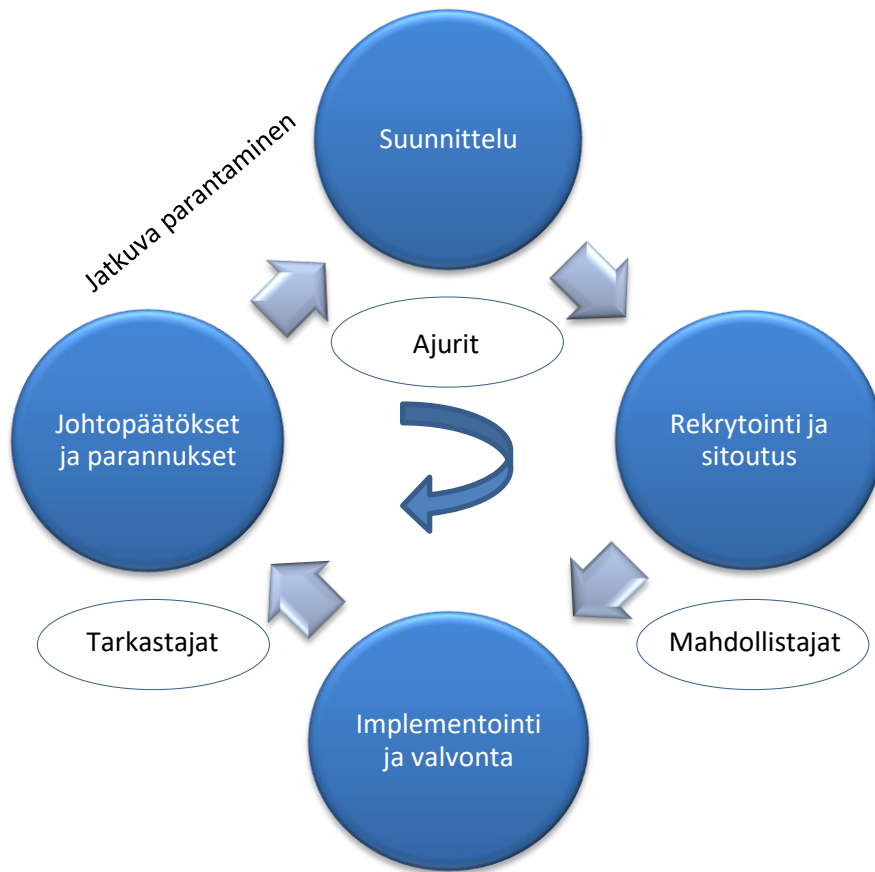 Suunnittelu
Jatkuva parantaminen
Ajurit
Johtopäätökset
ja parannukset
Rekrytointi ja
sitoutus
Tarkastajat
Mahdollistajat
Implementointi
ja valvonta